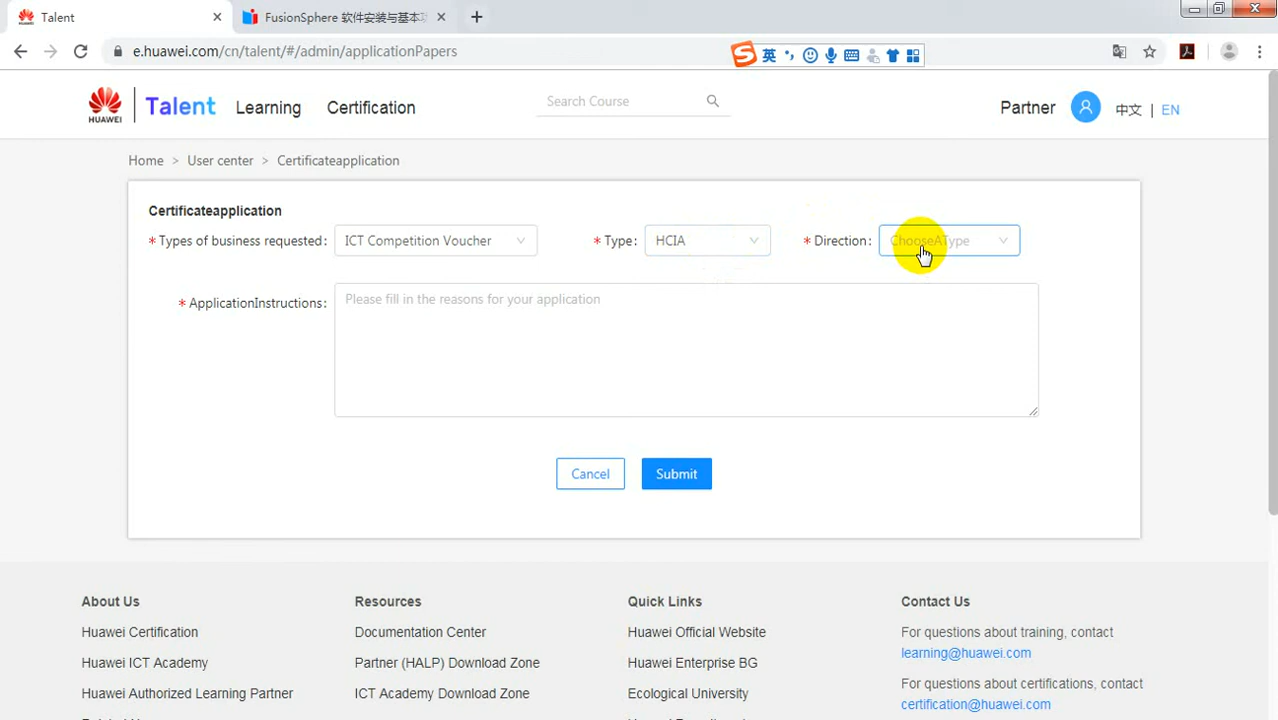 Talent
FusionSphere 软件安装与基本
e.huawei.com/cn/talent/#/admin/applicationPapers
英
HUAWEI
Talent
Learning
Certification
Search Course
Partner
中文 | EN
Home > User center > Certificateapplication
Certificateapplication
* Types of business requested:
ICT Competition Voucher
* Type:
HCIA
* Direction:
ChooseAType
* ApplicationInstructions:
Please fill in the reasons for your application
Cancel
Submit
About Us
Resources
Quick Links
Contact Us
Huawei Certification
Documentation Center
Huawei Official Website
For questions about training, contact
learning@huawei.com
Huawei ICT Academy
Partner (HALP) Download Zone
Huawei Enterprise BG
Huawei Authorized Learning Partner
ICT Academy Download Zone
Ecological University
For questions about certifications, contact
certification@huawei.com